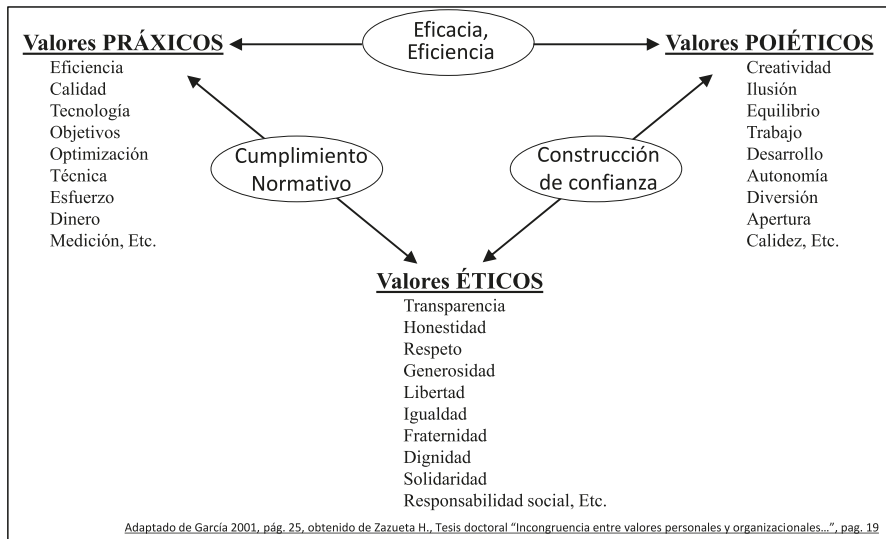 Eficacia,
Eficiencia
Valores PRÁXICOS
Eficiencia
Calidad
Tecnología
Objetivos
Optimización
Técnica
Esfuerzo
Dinero
Medición, Etc.
Valores POIÉTICOS
Creatividad
Ilusión
Equilibrio
Trabajo
Desarrollo
Autonomía
Diversión
Apertura
Calidez, Etc.
Cumplimiento
Normativo
Construcción
de confianza
Valores ÉTICOS
Transparencia
Honestidad
Respeto
Generosidad
Libertad
Igualdad
Fraternidad
Dignidad
Solidaridad
Responsabilidad social, Etc.
Adaptado de García 2001, pág. 25, obtenido de Zazueta H., Tesis doctoral “Incongruencia entre valores personales y organizacionales...”, pag. 19